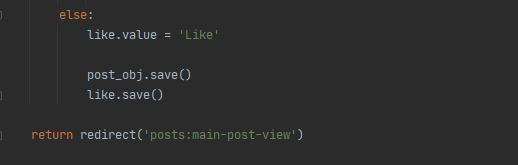 else:
like.value = 'Like'
post_obj.save()
like.save()
return redirect('posts:main-post-view')